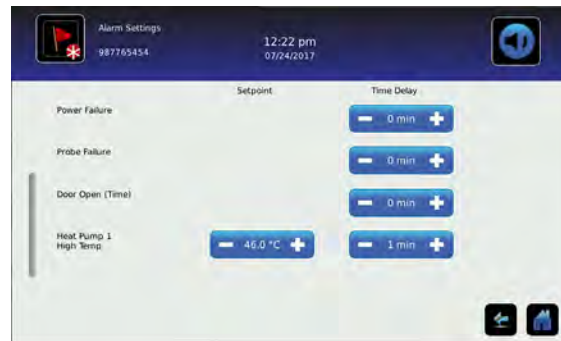 Alarm Settings
987765454
12:22 pm
07/24/2017
Setpoint
Time Delay
Power Failure
− 0 min +
Probe Failure
− 0 min +
Door Open (Time)
− 0 min +
Heat Pump 1
High Temp
− 46.0 °C +
− 1 min +